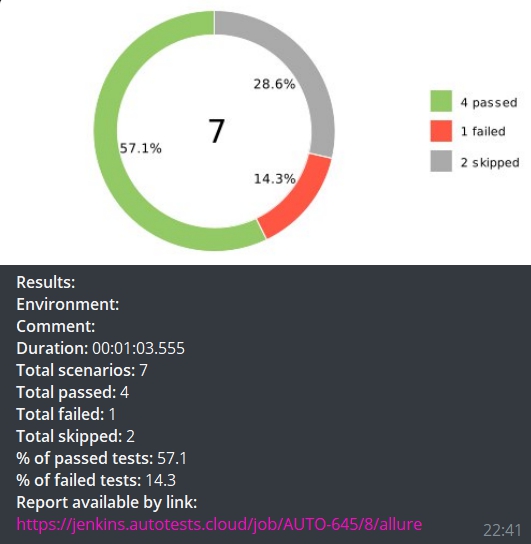 28.6%
7
57.1%
14.3%
4 passed
1 failed
2 skipped
Results:
Environment:
Comment:
Duration: 00:01:03.555
Total scenarios: 7
Total passed: 4
Total failed: 1
Total skipped: 2
% of passed tests: 57.1
% of failed tests: 14.3
Report available by link:
https://jenkins.autotests.cloud/job/AUTO-645/8/allure
22:41